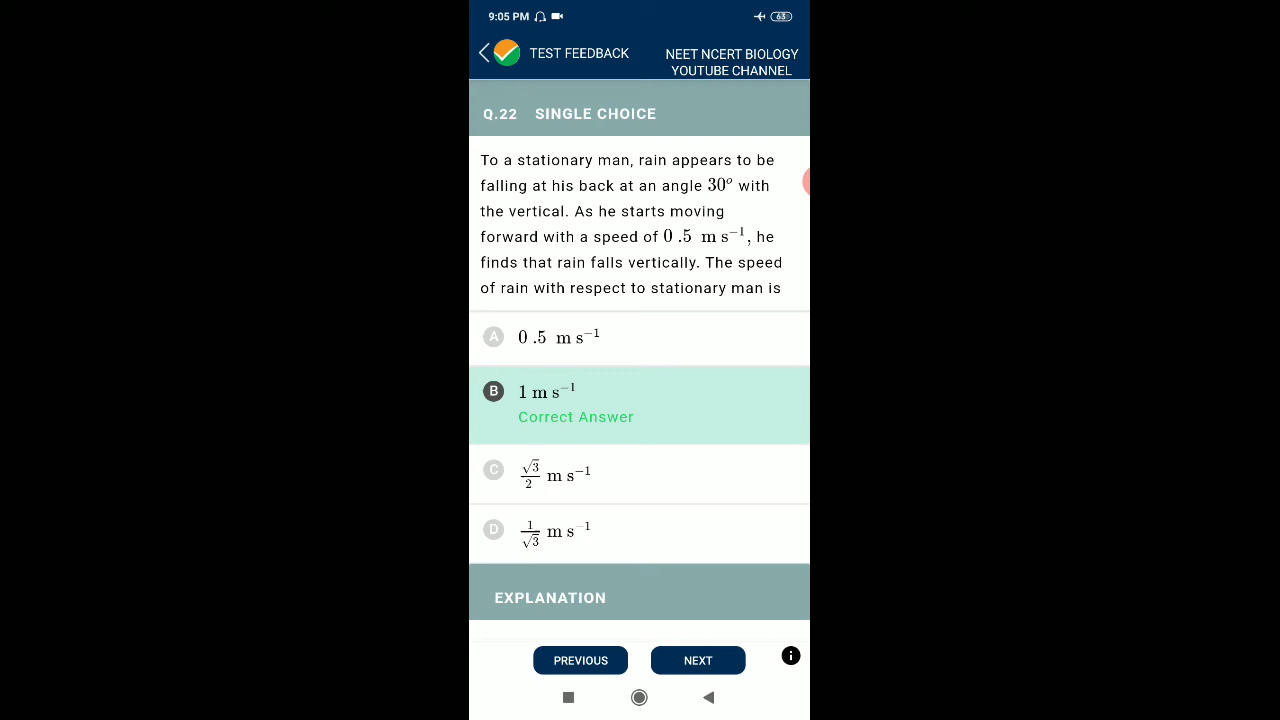 9:05 PM 63
TEST FEEDBACK NEET NCERT BIOLOGY
YOUTUBE CHANNEL
Q.22 SINGLE CHOICE
To a stationary man, rain appears to be
falling at his back at an angle 30° with
the vertical. As he starts moving
forward with a speed of 0 .5 m s⁻¹, he
finds that rain falls vertically. The speed
of rain with respect to stationary man is
A 0 .5 m s⁻¹
B 1 m s⁻¹
Correct Answer
C √3/2 m s⁻¹
D 1/√3 m s⁻¹
EXPLANATION
PREVIOUS NEXT